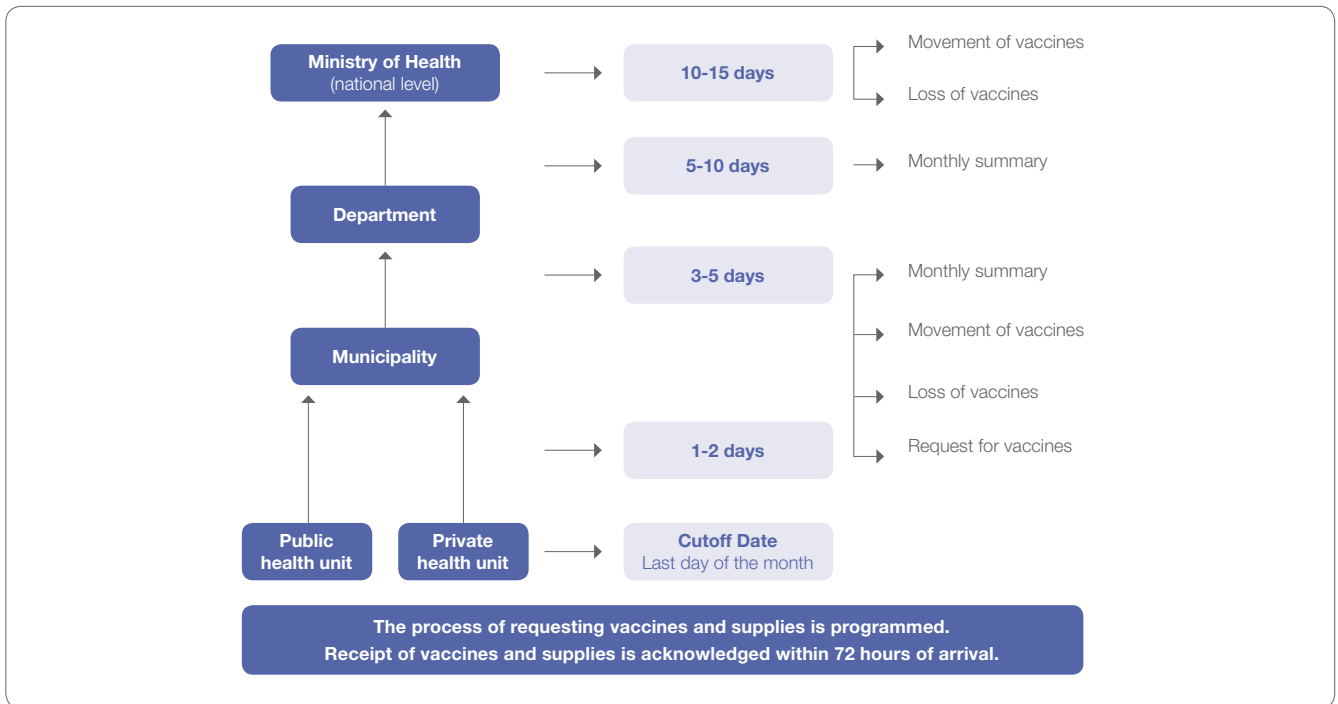 Ministry of Health
(national level)
10-15 days
Movement of vaccines
Loss of vaccines
5-10 days
Monthly summary
Department
3-5 days
Monthly summary
Movement of vaccines
Municipality
Loss of vaccines
1-2 days
Request for vaccines
Public
health unit
Private
health unit
Cutoff Date
Last day of the month
The process of requesting vaccines and supplies is programmed.
Receipt of vaccines and supplies is acknowledged within 72 hours of arrival.